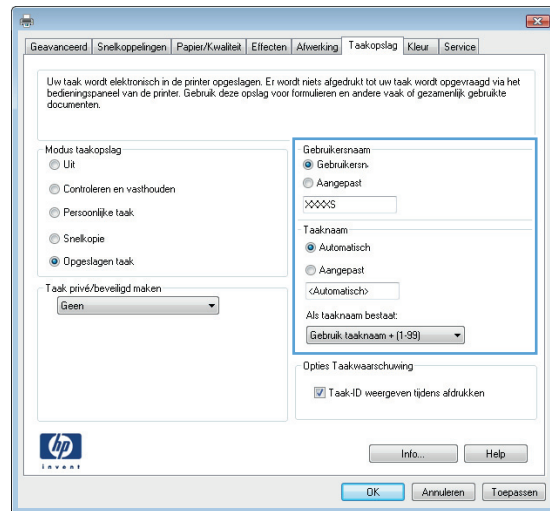 Geavanceerd Snelkoppelingen Papier/Kwaliteit Effecten Afwerking Taakopslag Kleur Service
Uw taak wordt elektronisch in de printer opgeslagen. Er wordt niets afgedrukt tot uw taak wordt opgevraagd via het
bedieningspaneel van de printer. Gebruik deze opslag voor formulieren en andere vaak of gezamenlijk gebruikte
documenten.
Modus taakopslag
Uit
Controleren en vasthouden
Persoonlijke taak
Snelkopie
Opgeslagen taak
Taak privé/beveiligd maken
Geen
Gebruikersnaam
Gebruikersn
Aangepast
XXXXS
Taaknaam
Automatisch
Aangepast
<Automatisch>
Als taaknaam bestaat:
Gebruik taaknaam + (1-99)
Opties Taakwaarschuwing
Taak-ID weergeven tijdens afdrukken
hp
invent
Info... Help
OK Annuleren Toepassen